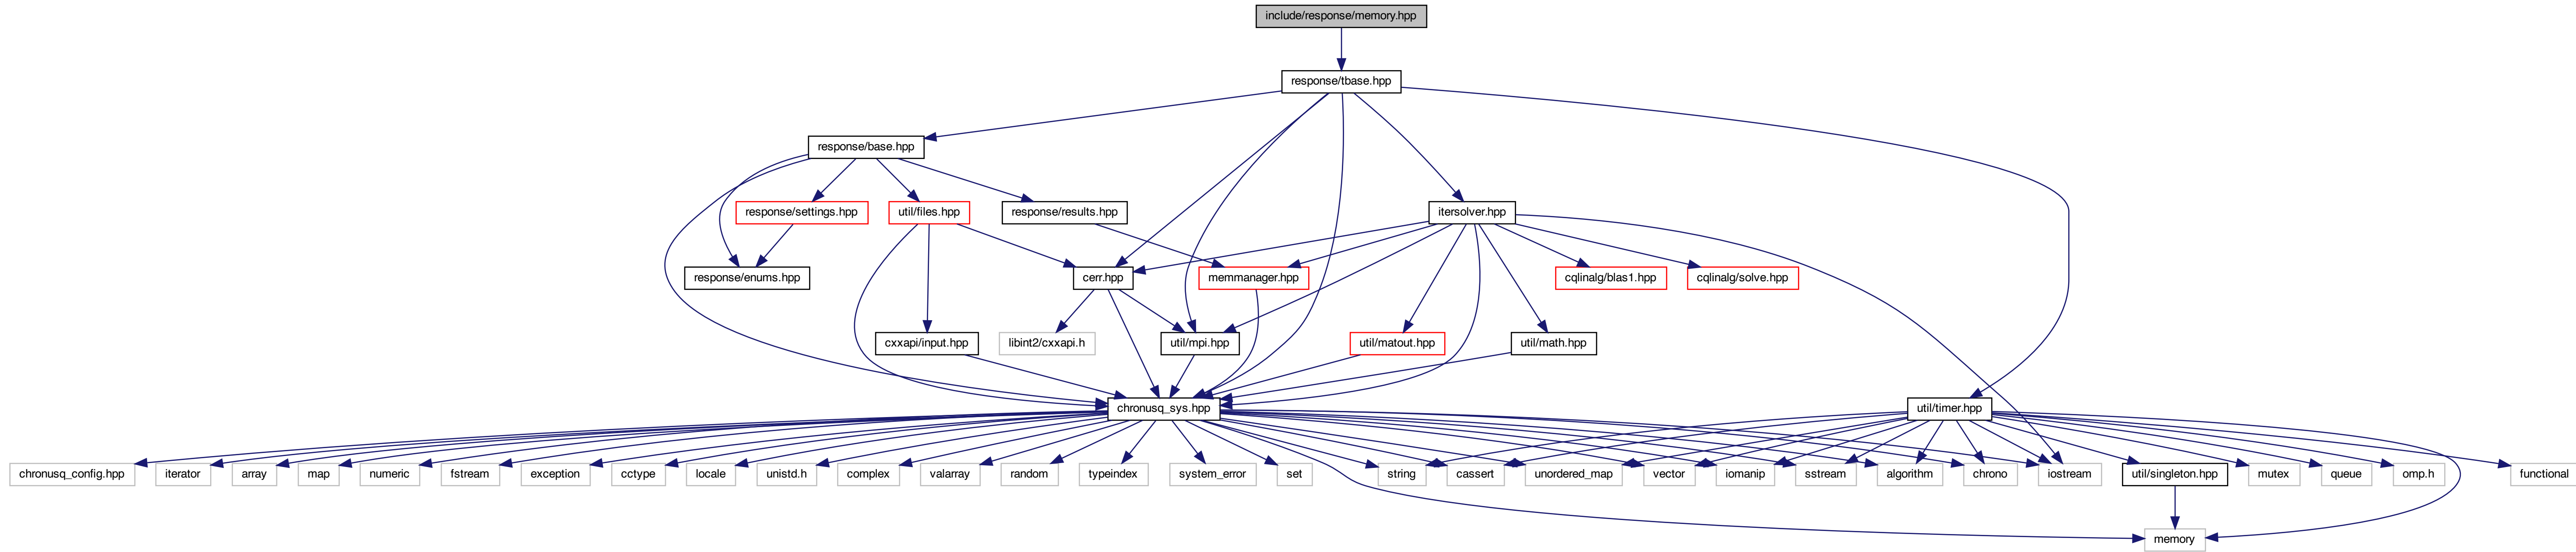 include/response/memory.hpp
response/tbase.hpp
response/base.hpp
response/settings.hpp
util/files.hpp
response/results.hpp
itersolver.hpp
response/enums.hpp
cerr.hpp
memmanager.hpp
cqlinalg/blas1.hpp
cqlinalg/solve.hpp
cxxapi/input.hpp
libint2/cxxapi.h
util/mpi.hpp
util/matout.hpp
util/math.hpp
chronusq_sys.hpp
util/timer.hpp
chronusq_config.hpp
iterator
array
map
numeric
fstream
exception
cctype
locale
unistd.h
complex
valarray
random
typeindex
system_error
set
string
cassert
unordered_map
vector
iomanip
sstream
algorithm
chrono
iostream
util/singleton.hpp
mutex
queue
omp.h
functional
memory